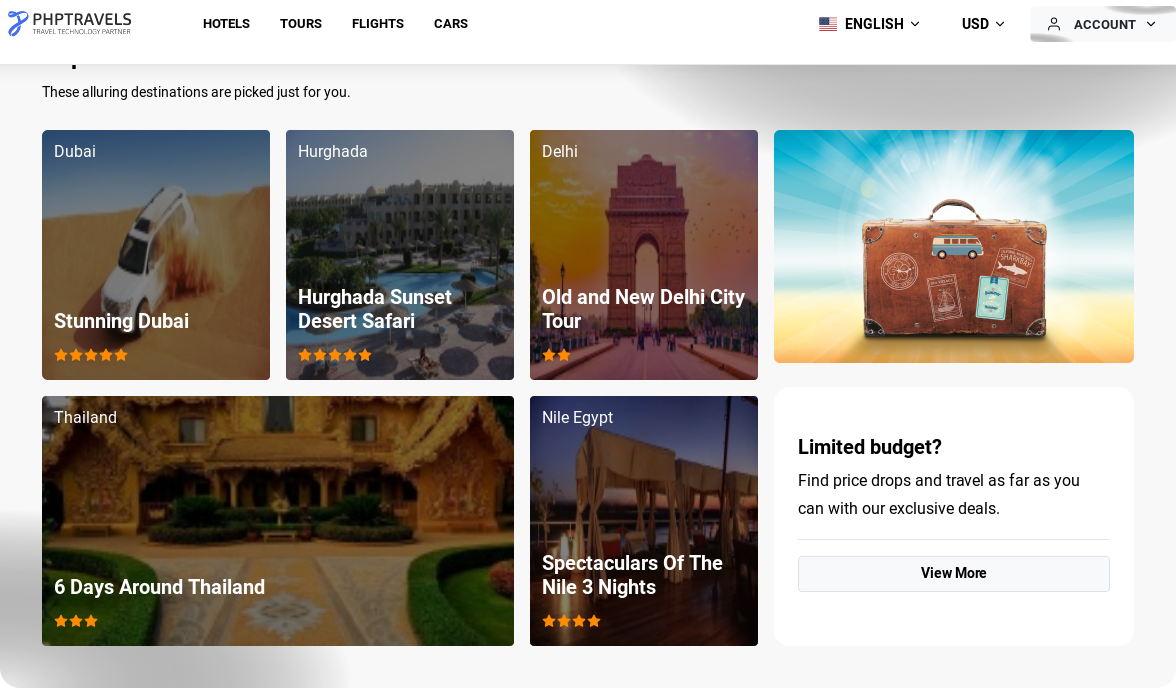 PHPTRAVELS
TRAVEL TECHNOLOGY PARTNER
HOTELS
TOURS
FLIGHTS
CARS
ENGLISH
USD
ACCOUNT
These alluring destinations are picked just for you.
Dubai
Stunning Dubai
Hurghada
Hurghada Sunset
Desert Safari
Delhi
Old and New Delhi City
Tour
SHARKBAY
Thailand
6 Days Around Thailand
Nile Egypt
Spectaculars Of The
Nile 3 Nights
Limited budget?
Find price drops and travel as far as you
can with our exclusive deals.
View More